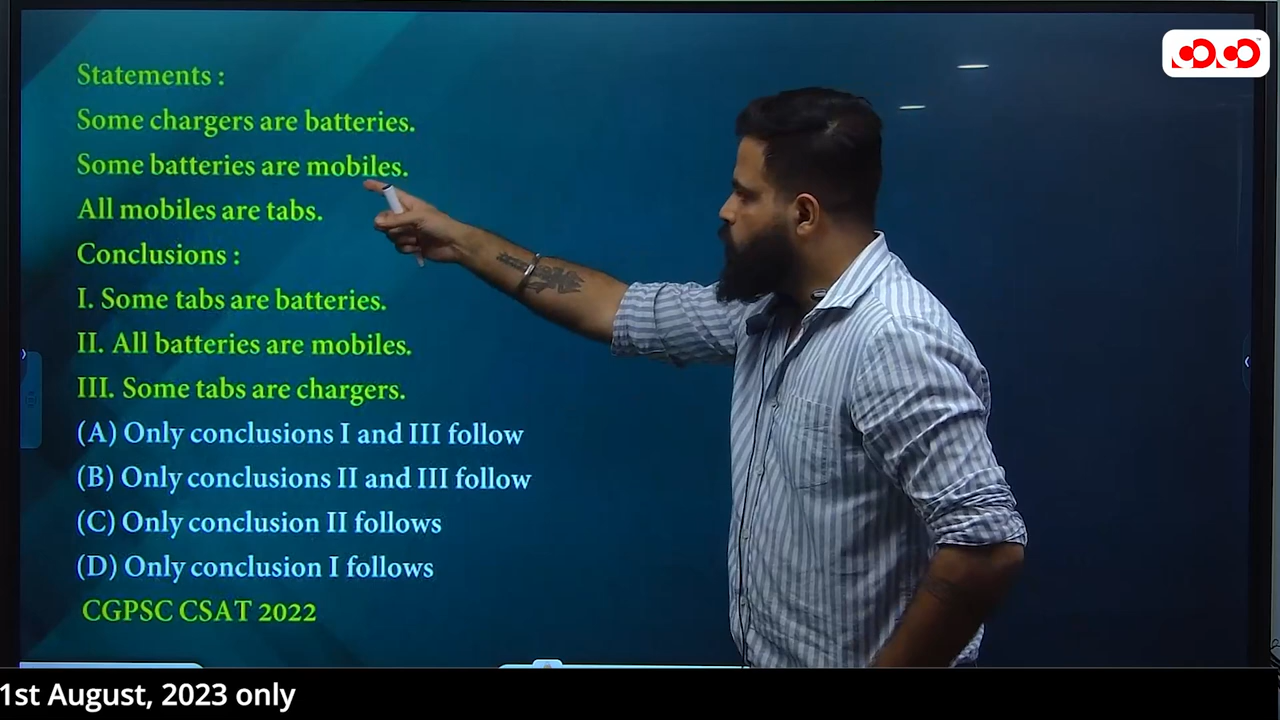 Statements :
Some chargers are batteries.
Some batteries are mobiles.
All mobiles are tabs.
Conclusions :
I. Some tabs are batteries.
II. All batteries are mobiles.
III. Some tabs are chargers.
(A) Only conclusions I and III follow
(B) Only conclusions II and III follow
(C) Only conclusion II follows
(D) Only conclusion I follows
CGPSC CSAT 2022
1st August, 2023 only